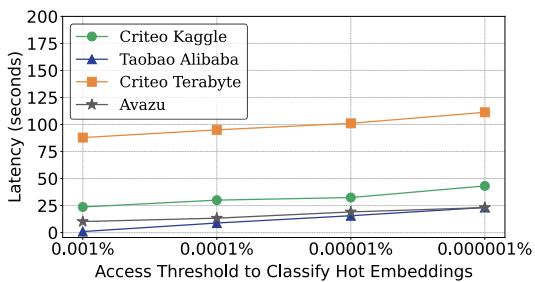 200
175
150
125
100
75
50
25
0
Latency (seconds)
Criteo Kaggle
Taobao Alibaba
Criteo Terabyte
Avazu
0.001% 0.0001% 0.00001% 0.000001%
Access Threshold to Classify Hot Embeddings